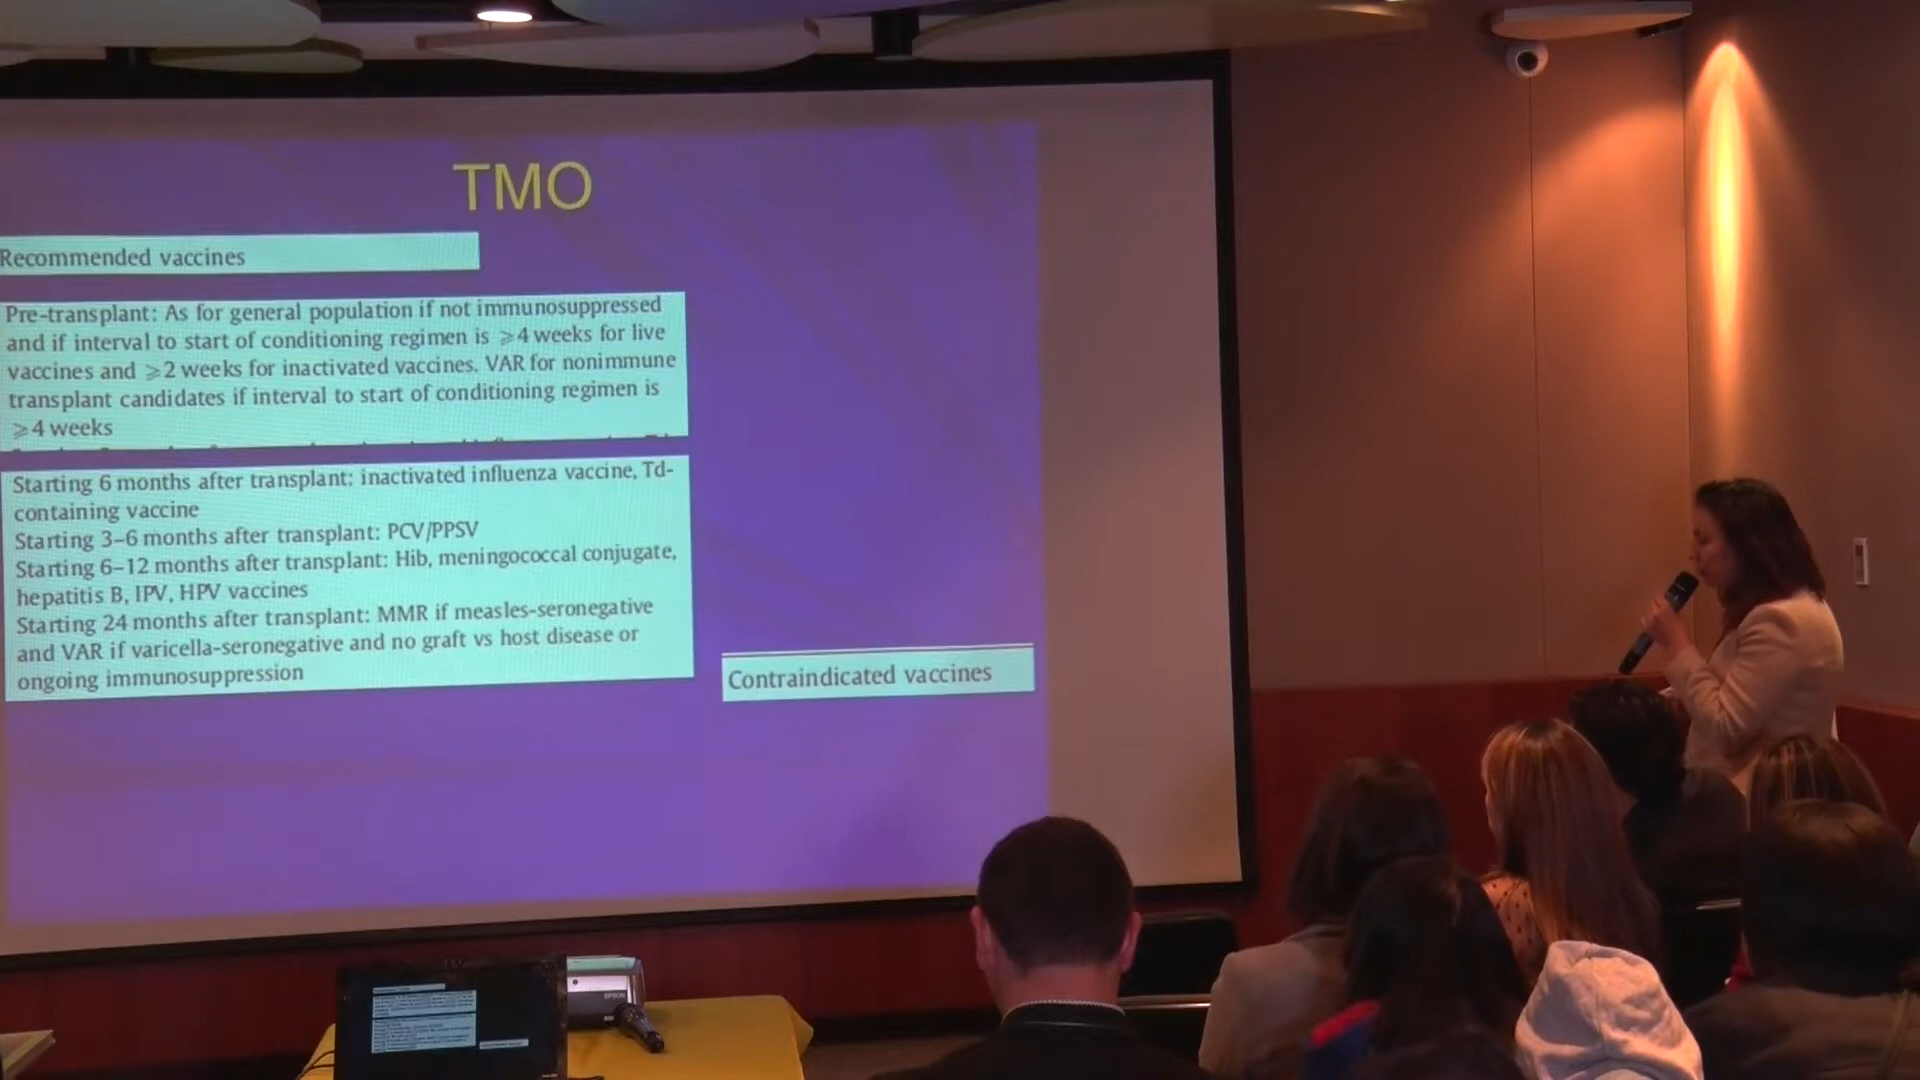 TMO
Recommended vaccines
Pre-transplant: As for general population if not immunosuppressed
and if interval to start of conditioning regimen is ⩾4 weeks for live
vaccines and ⩾2 weeks for inactivated vaccines. VAR for nonimmune
transplant candidates if interval to start of conditioning regimen is
⩾4 weeks
Starting 6 months after transplant: inactivated influenza vaccine, Td-
containing vaccine
Starting 3–6 months after transplant: PCV/PPSV
Starting 6–12 months after transplant: Hib, meningococcal conjugate,
hepatitis B, IPV, HPV vaccines
Starting 24 months after transplant: MMR if measles-seronegative
and VAR if varicella-seronegative and no graft vs host disease or
ongoing immunosuppression
Contraindicated vaccines
EPSON